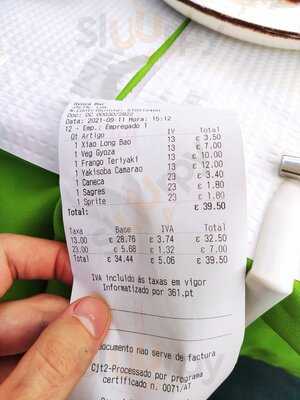 Doc: DC 00030/2822
Data: 2021-09-11 Hora: 15:12
12 - Emp.: Empregado 1
Qt Artigo IV Total
1 Xiao Long Bao 13 € 3.50
1 Veg Gyoza 13 € 7.00
1 Frango Teriyaki 13 € 10.00
1 Yakisoba Camarao 13 € 12.00
1 Caneca 23 € 3.40
1 Sagres 23 € 1.80
1 Sprite 23 € 1.80
Total: € 39.50
Taxa Base IVA Total
13.00 € 28.76 € 3.74 € 32.50
23.00 € 5.68 € 1.32 € 7.00
Total € 34.44 € 5.06 € 39.50
IVA incluido às taxas em vigor
Informatizado por 361.pt
documento nao serve de factura
Cjt2-Processado por programa
certificado n. 0071/AT